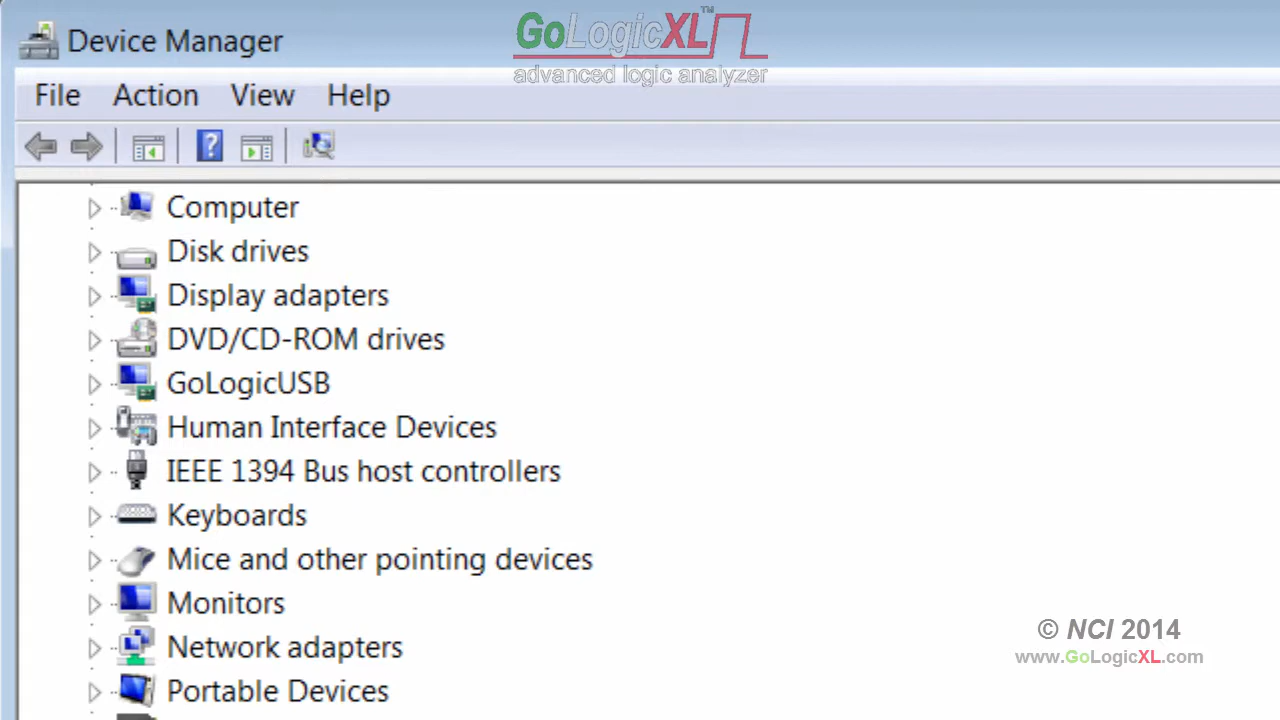 GoLogicXL™
advanced logic analyzer
Device Manager
File Action View Help
?
Computer
Disk drives
Display adapters
DVD/CD-ROM drives
GoLogicUSB
Human Interface Devices
IEEE 1394 Bus host controllers
Keyboards
Mice and other pointing devices
Monitors
Network adapters
Portable Devices
© NCI 2014
www.GoLogicXL.com